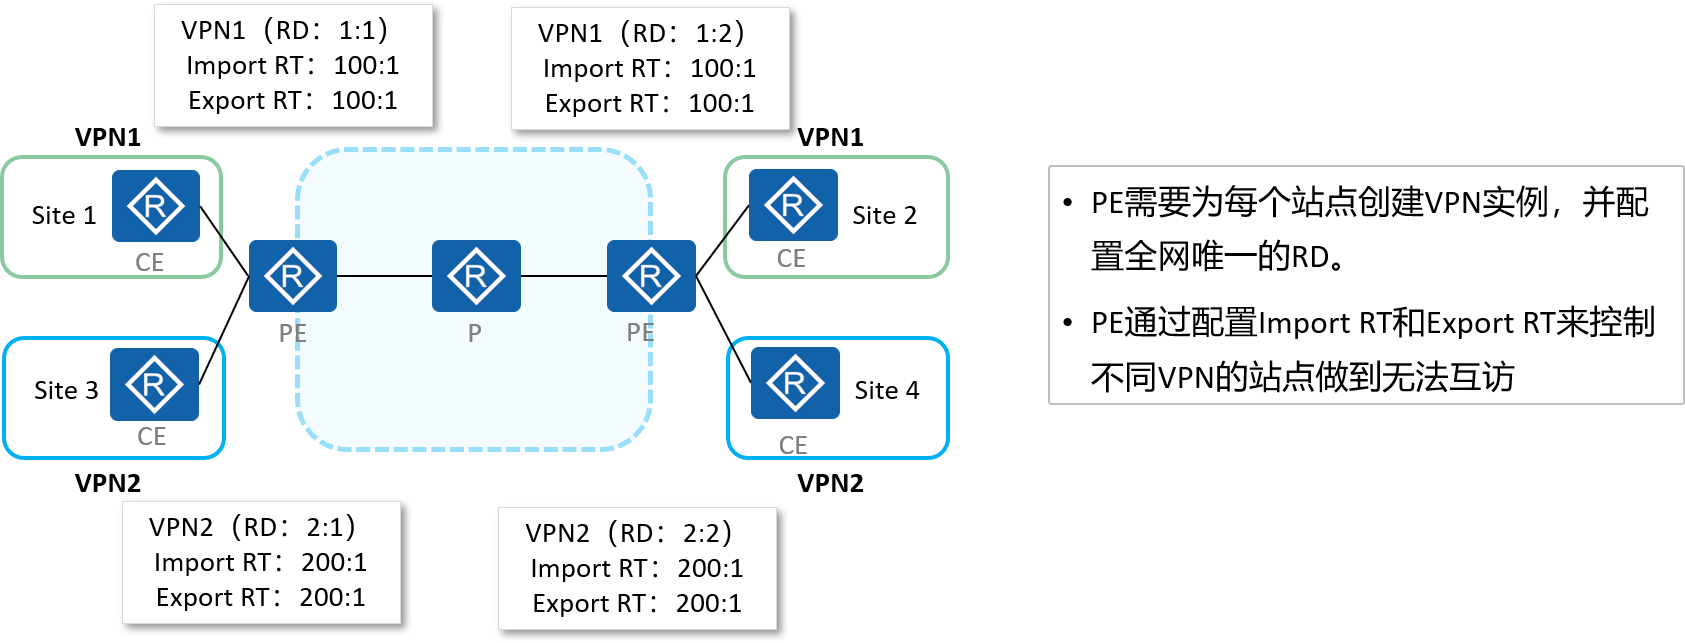 VPN1（RD：1:1）
Import RT：100:1
Export RT：100:1
VPN1（RD：1:2）
Import RT：100:1
Export RT：100:1
VPN1
VPN1
Site 1
R
CE
R
Site 2
CE
R
PE
R
P
R
PE
Site 3
R
CE
R
Site 4
CE
VPN2
VPN2
VPN2（RD：2:1）
Import RT：200:1
Export RT：200:1
VPN2（RD：2:2）
Import RT：200:1
Export RT：200:1
• PE需要为每个站点创建VPN实例，并配
置全网唯一的RD。
• PE通过配置Import RT和Export RT来控制
不同VPN的站点做到无法互访